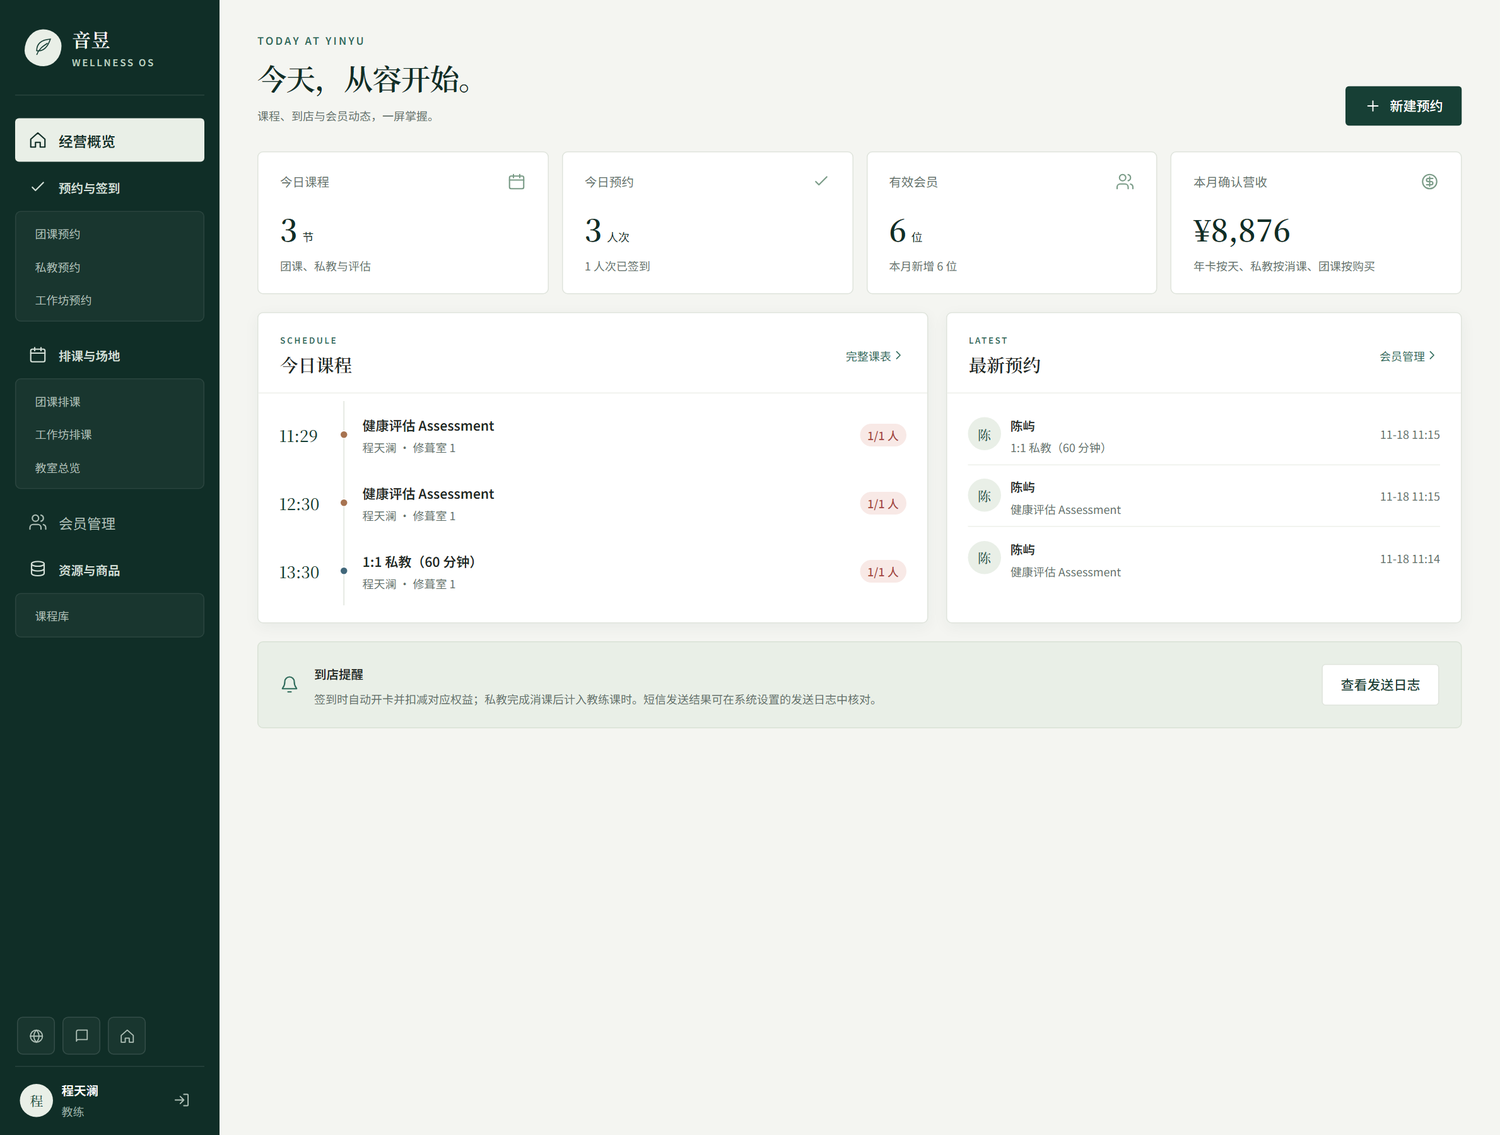 音昱
WELLNESS OS
经营概览
预约与签到
团课预约
私教预约
工作坊预约
排课与场地
团课排课
工作坊排课
教室总览
会员管理
资源与商品
课程库
程
程天澜
教练
TODAY AT YINYU
今天，从容开始。
课程、到店与会员动态，一屏掌握。
新建预约
今日课程
3 节
团课、私教与评估
今日预约
3 人次
1 人次已签到
有效会员
6 位
本月新增 6 位
本月确认营收
¥8,876
年卡按天、私教按消课、团课按购买
SCHEDULE
今日课程
完整课表
11:29
健康评估 Assessment
程天澜 · 修葺室 1
1/1 人
12:30
健康评估 Assessment
程天澜 · 修葺室 1
1/1 人
13:30
1:1 私教（60 分钟）
程天澜 · 修葺室 1
1/1 人
LATEST
最新预约
会员管理
陈
陈屿
1:1 私教（60 分钟）
11-18 11:15
陈
陈屿
健康评估 Assessment
11-18 11:15
陈
陈屿
健康评估 Assessment
11-18 11:14
到店提醒
签到时自动开卡并扣减对应权益；私教完成消课后计入教练课时。短信发送结果可在系统设置的发送日志中核对。
查看发送日志